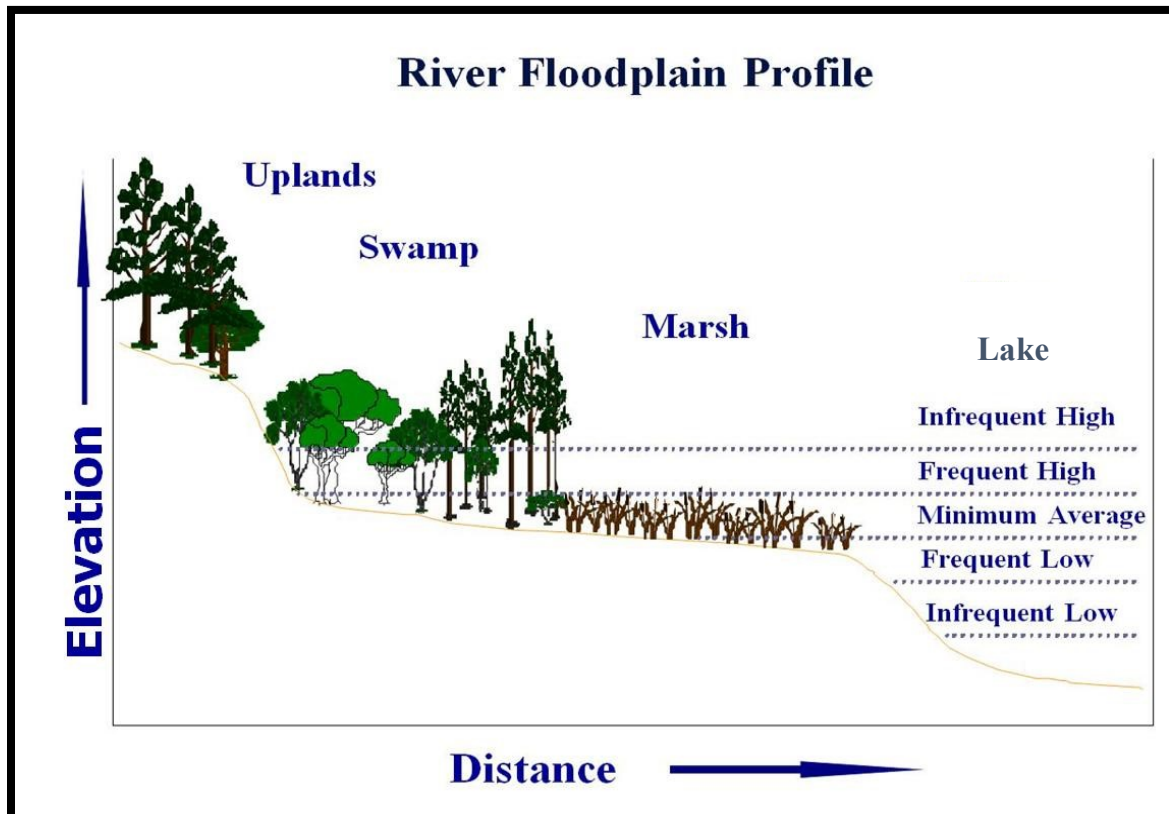 River Floodplain Profile
Uplands
Swamp
Marsh
Lake
Infrequent High
Frequent High
Minimum Average
Frequent Low
Infrequent Low
Elevation
Distance